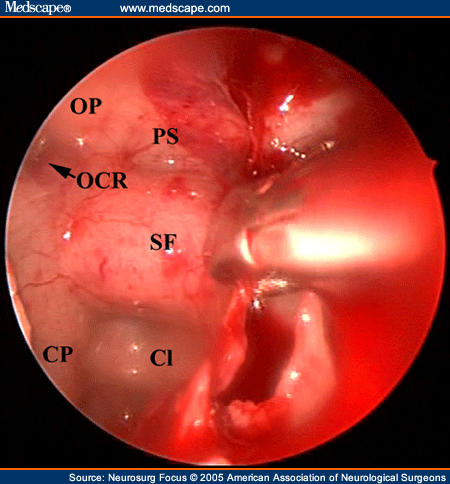 Medscape® www.medscape.com
OP
PS
OCR
SF
CP
Cl
Source: Neurosurg Focus © 2005 American Association of Neurological Surgeons